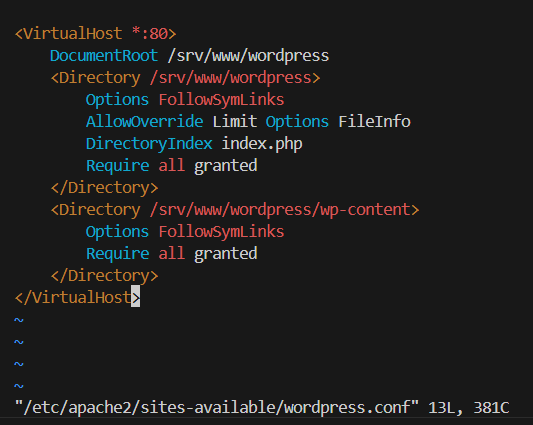 <VirtualHost *:80>
    DocumentRoot /srv/www/wordpress
    <Directory /srv/www/wordpress>
        Options FollowSymLinks
        AllowOverride Limit Options FileInfo
        DirectoryIndex index.php
        Require all granted
    </Directory>
    <Directory /srv/www/wordpress/wp-content>
        Options FollowSymLinks
        Require all granted
    </Directory>
</VirtualHost>
~
~
~
~
"/etc/apache2/sites-available/wordpress.conf" 13L, 381C